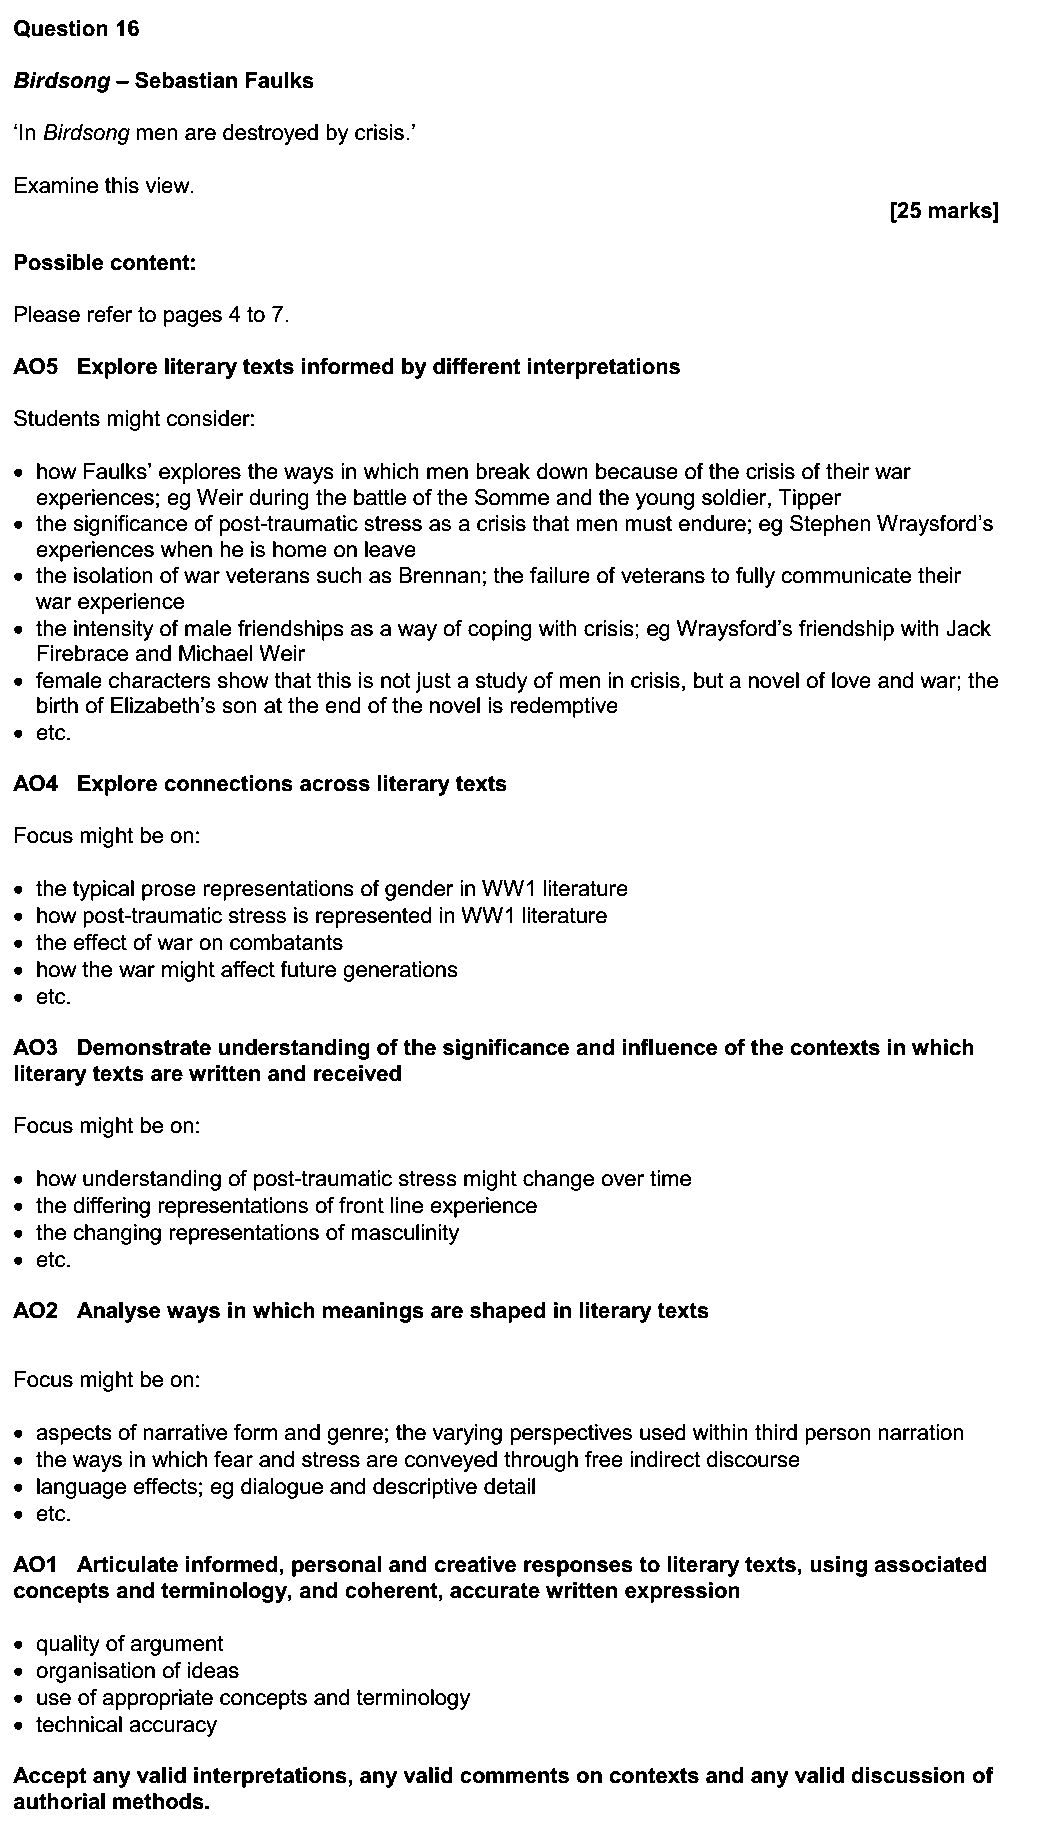 Question 16
Birdsong – Sebastian Faulks
‘In Birdsong men are destroyed by crisis.’
Examine this view.
[25 marks]
Possible content:
Please refer to pages 4 to 7.
AO5 Explore literary texts informed by different interpretations
Students might consider:
• how Faulks’ explores the ways in which men break down because of the crisis of their war
experiences; eg Weir during the battle of the Somme and the young soldier, Tipper
• the significance of post-traumatic stress as a crisis that men must endure; eg Stephen Wraysford’s
experiences when he is home on leave
• the isolation of war veterans such as Brennan; the failure of veterans to fully communicate their
war experience
• the intensity of male friendships as a way of coping with crisis; eg Wraysford’s friendship with Jack
Firebrace and Michael Weir
• female characters show that this is not just a study of men in crisis, but a novel of love and war; the
birth of Elizabeth’s son at the end of the novel is redemptive
• etc.
AO4 Explore connections across literary texts
Focus might be on:
• the typical prose representations of gender in WW1 literature
• how post-traumatic stress is represented in WW1 literature
• the effect of war on combatants
• how the war might affect future generations
• etc.
AO3 Demonstrate understanding of the significance and influence of the contexts in which
literary texts are written and received
Focus might be on:
• how understanding of post-traumatic stress might change over time
• the differing representations of front line experience
• the changing representations of masculinity
• etc.
AO2 Analyse ways in which meanings are shaped in literary texts
Focus might be on:
• aspects of narrative form and genre; the varying perspectives used within third person narration
• the ways in which fear and stress are conveyed through free indirect discourse
• language effects; eg dialogue and descriptive detail
• etc.
AO1 Articulate informed, personal and creative responses to literary texts, using associated
concepts and terminology, and coherent, accurate written expression
• quality of argument
• organisation of ideas
• use of appropriate concepts and terminology
• technical accuracy
Accept any valid interpretations, any valid comments on contexts and any valid discussion of
authorial methods.